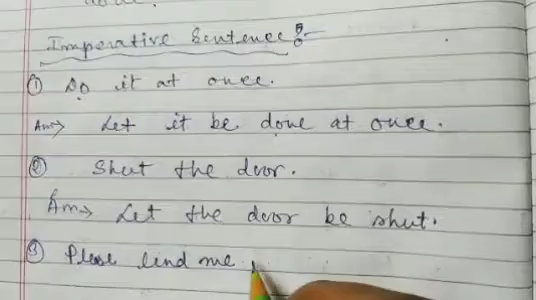 Imperative Sentence :-
① Do it at once.
Ans→ Let it be done at once.
② Shut the door.
Ans→ Let the door be shut.
③ Please lend me